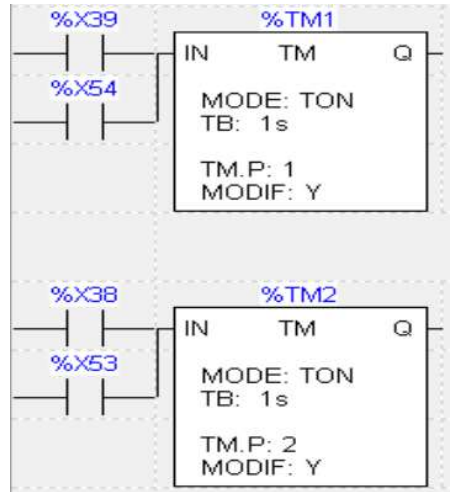 %X39 %TM1
IN TM Q
%X54
MODE: TON
TB: 1s
TM.P: 1
MODIF: Y
%X38 %TM2
IN TM Q
%X53
MODE: TON
TB: 1s
TM.P: 2
MODIF: Y